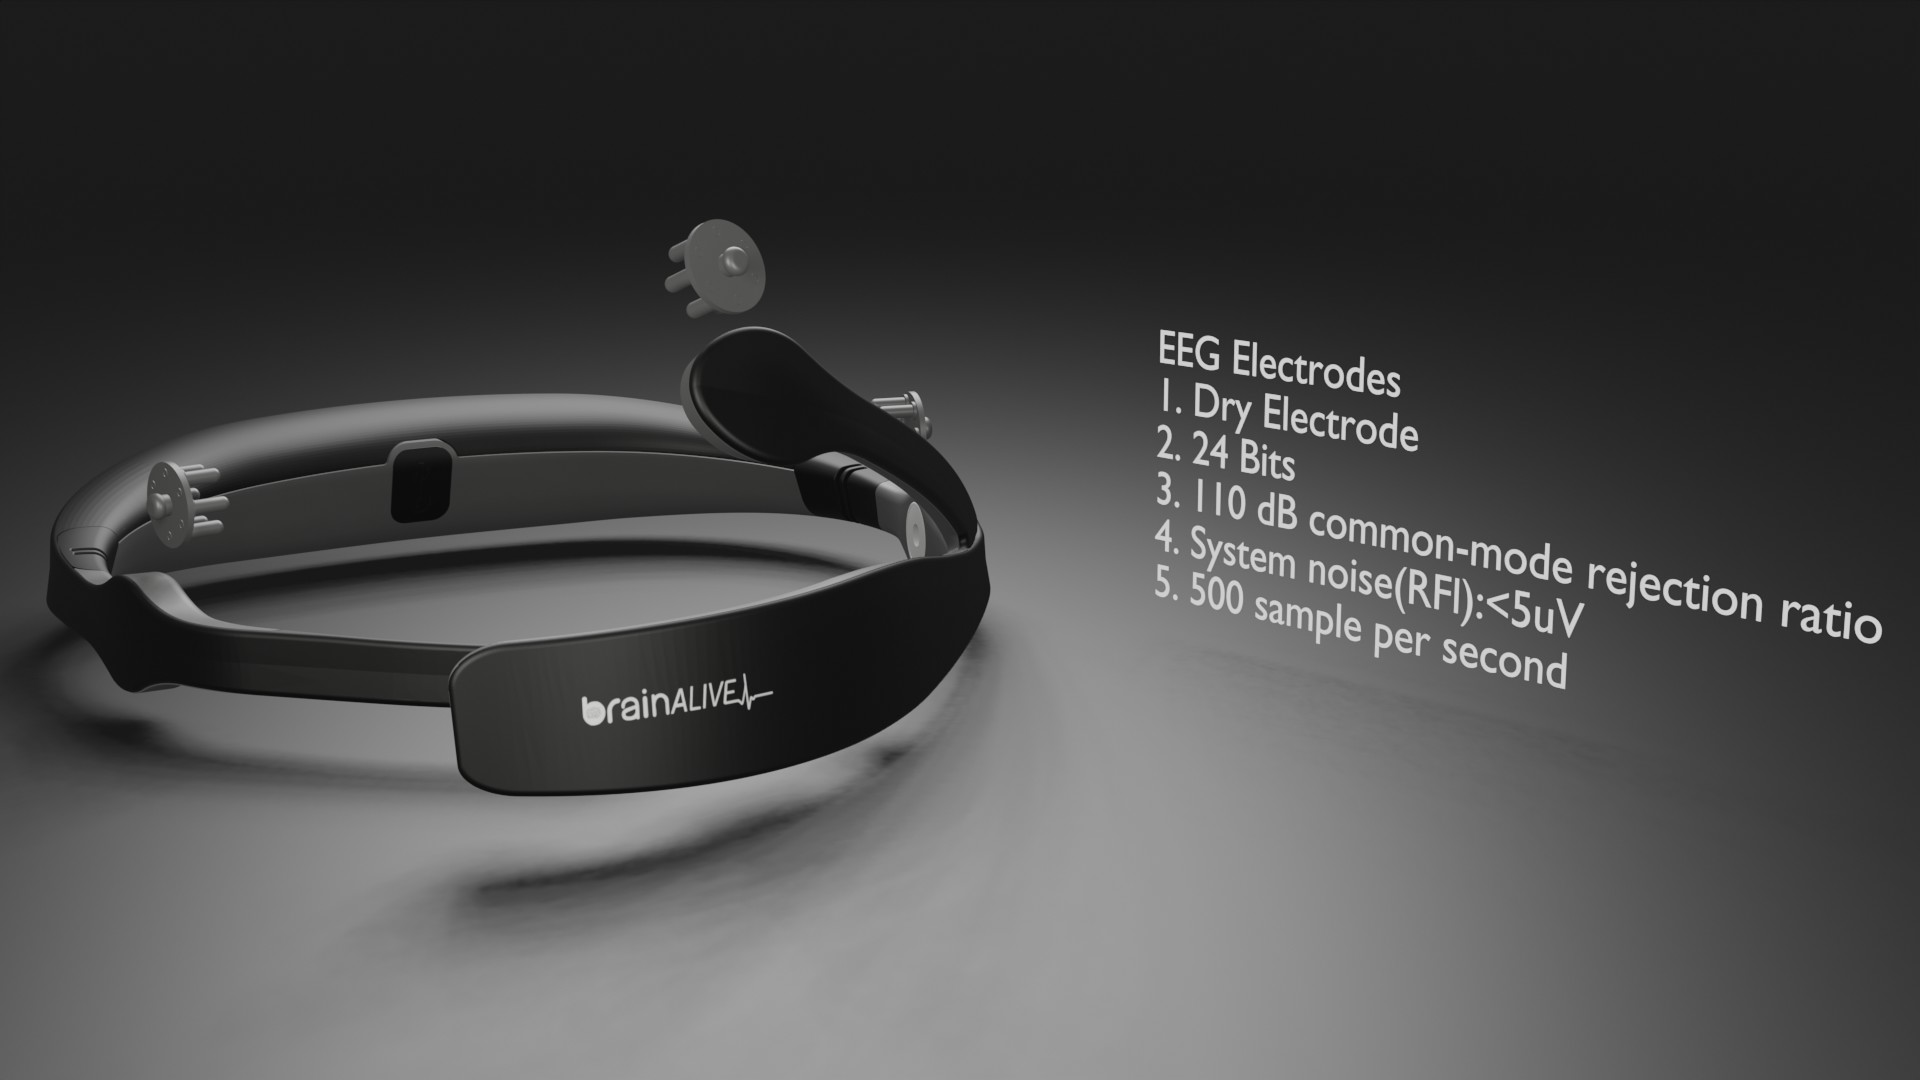 EEG Electrodes
1. Dry Electrode
2. 24 Bits
3. 110 dB common-mode rejection ratio
4. System noise(RFI):<5uV
5. 500 sample per second
brainALIVE